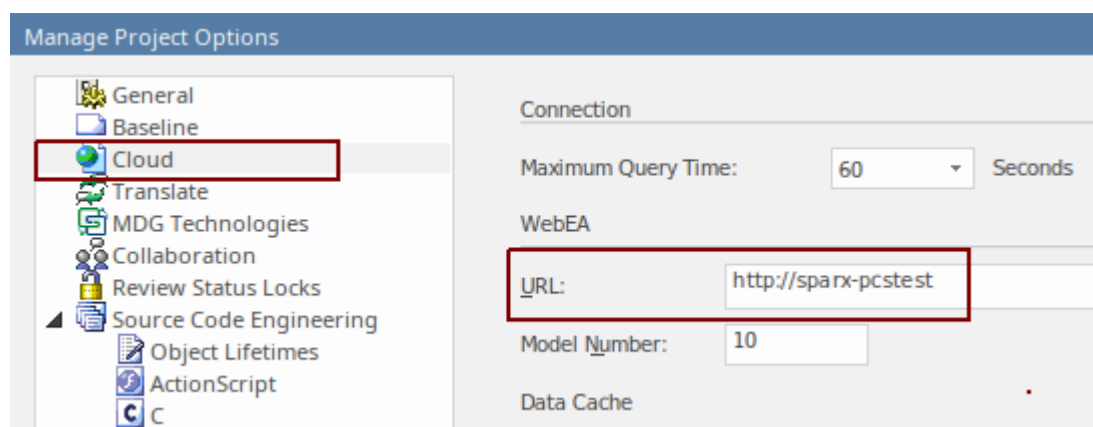 Manage Project Options
General
Baseline
Cloud
Translate
MDG Technologies
Collaboration
Review Status Locks
Source Code Engineering
Object Lifetimes
ActionScript
C
Connection
Maximum Query Time: 60 Seconds
WebEA
URL: http://sparx-pcstest
Model Number: 10
Data Cache